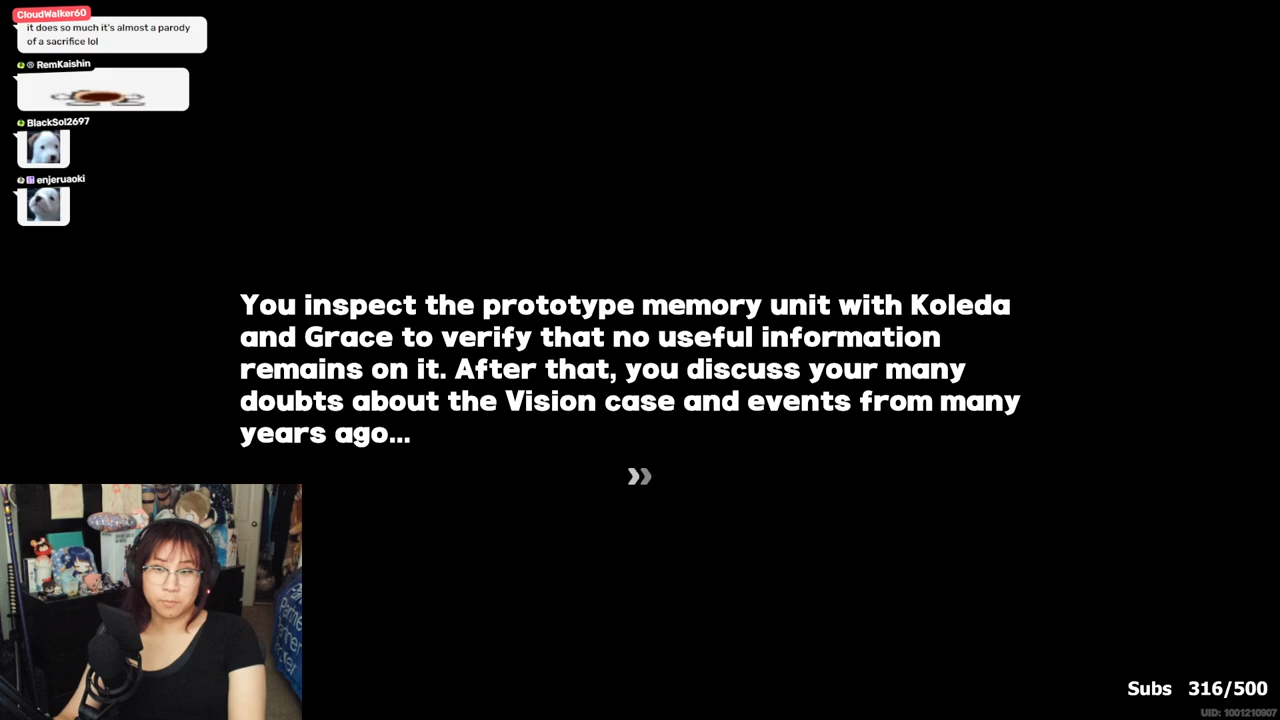 CloudWalker60
it does so much it's almost a parody
of a sacrifice lol
RemKaishin
BlackSol2697
enjeruaoki
You inspect the prototype memory unit with Koleda
and Grace to verify that no useful information
remains on it. After that, you discuss your many
doubts about the Vision case and events from many
years ago...
Subs 316/500
UID: 1001210907